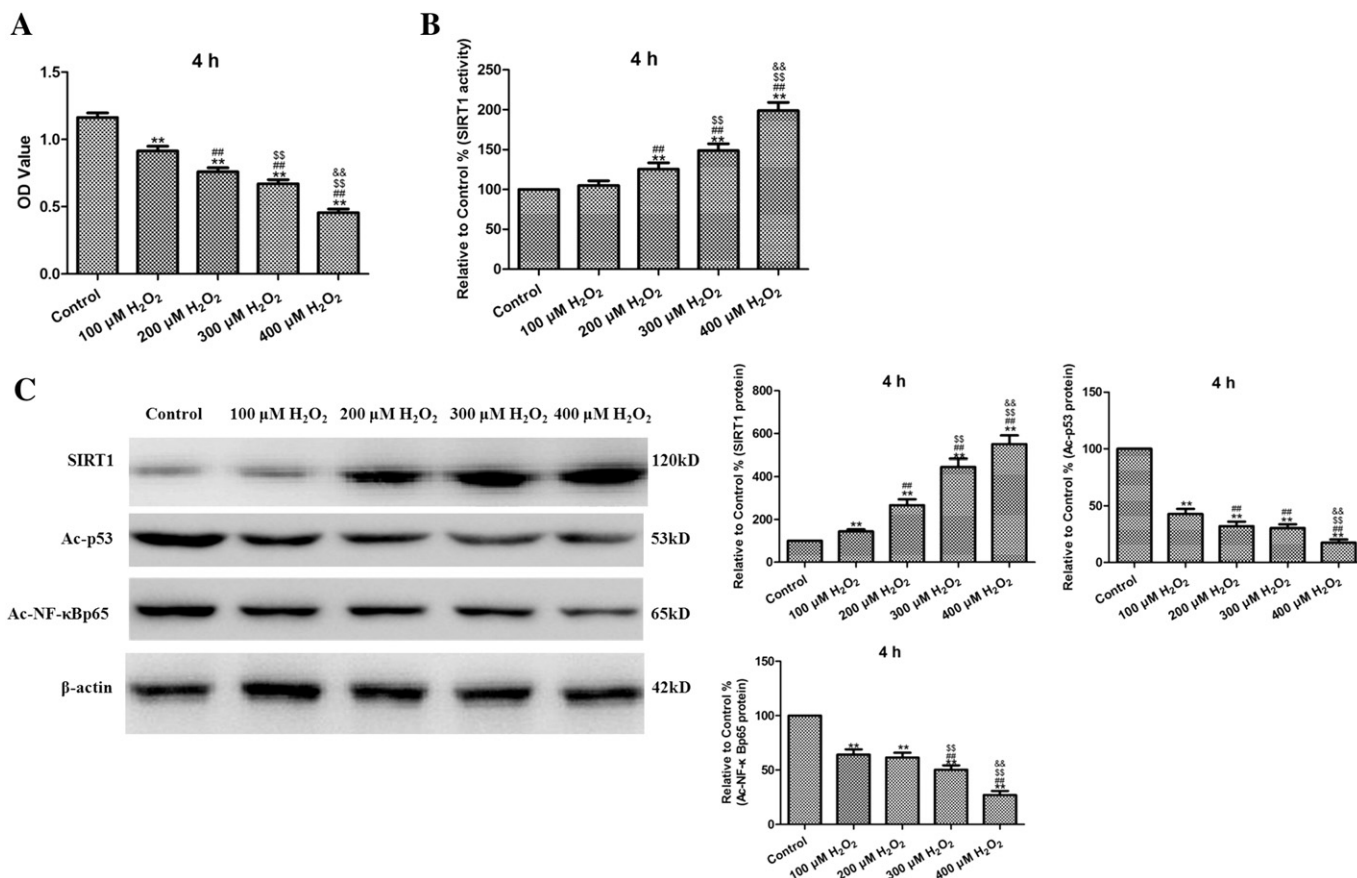 A
4 h
OD Value
1.5
1.0
0.5
0.0
**
##
**
$$
##
**
&&
$$
##
**
Control
100 µM H₂O₂
200 µM H₂O₂
300 µM H₂O₂
400 µM H₂O₂
B
4 h
Relative to Control % (SIRT1 activity)
250
200
150
100
50
0
##
**
$$
##
**
&&
$$
##
**
Control
100 µM H₂O₂
200 µM H₂O₂
300 µM H₂O₂
400 µM H₂O₂
C
Control 100 µM H₂O₂ 200 µM H₂O₂ 300 µM H₂O₂ 400 µM H₂O₂
SIRT1 120kD
Ac-p53 53kD
Ac-NF-κBp65 65kD
β-actin 42kD
4 h
Relative to Control % (SIRT1 protein)
800
600
400
200
0
**
##
**
$$
##
**
&&
$$
##
**
Control
100 µM H₂O₂
200 µM H₂O₂
300 µM H₂O₂
400 µM H₂O₂
4 h
Relative to Control % (Ac-p53 protein)
150
100
50
0
**
##
**
##
**
&&
$$
##
**
Control
100 µM H₂O₂
200 µM H₂O₂
300 µM H₂O₂
400 µM H₂O₂
4 h
Relative to Control %
(Ac-NF-κ Bp65 protein)
150
100
50
0
**
**
$$
##
**
&&
$$
##
**
Control
100 µM H₂O₂
200 µM H₂O₂
300 µM H₂O₂
400 µM H₂O₂